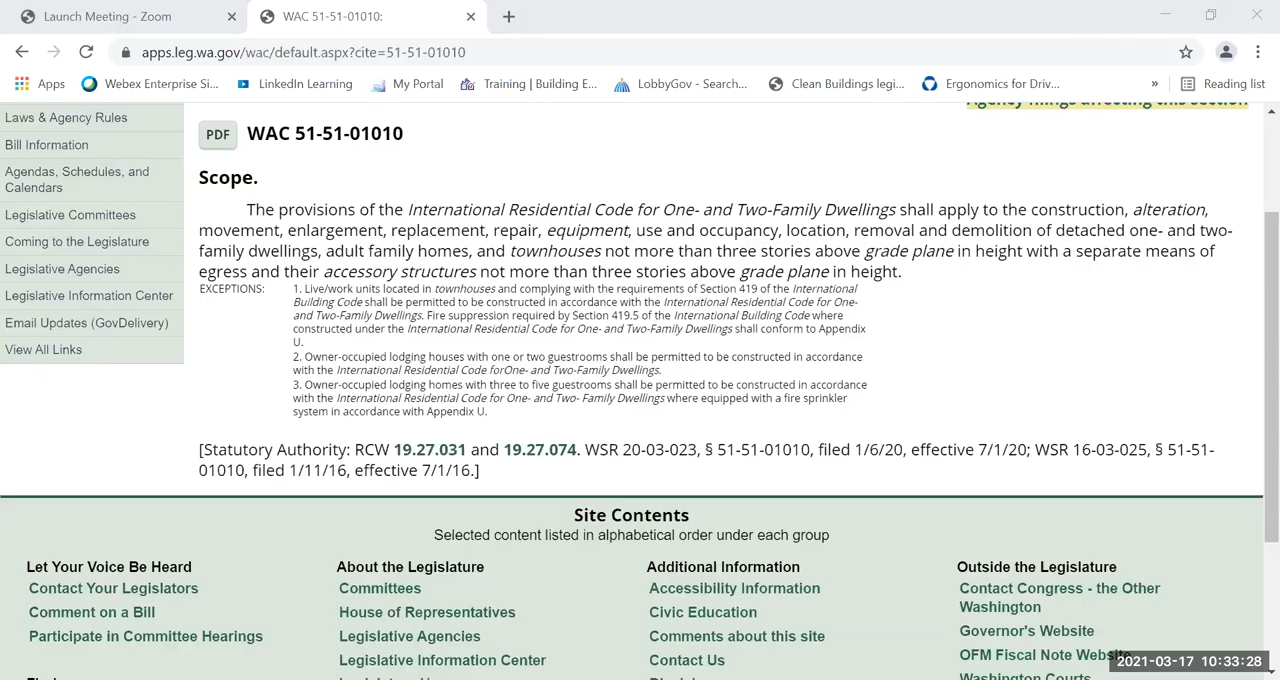 Launch Meeting - Zoom
WAC 51-51-01010:
apps.leg.wa.gov/wac/default.aspx?cite=51-51-01010
Apps
Webex Enterprise Si...
LinkedIn Learning
My Portal
Training | Building E...
LobbyGov - Search...
Clean Buildings legi...
Ergonomics for Driv...
»
Reading list
Agency filings affecting this section
Laws & Agency Rules
Bill Information
Agendas, Schedules, and
Calendars
Legislative Committees
Coming to the Legislature
Legislative Agencies
Legislative Information Center
Email Updates (GovDelivery)
View All Links
PDF WAC 51-51-01010
Scope.
The provisions of the International Residential Code for One- and Two-Family Dwellings shall apply to the construction, alteration,
movement, enlargement, replacement, repair, equipment, use and occupancy, location, removal and demolition of detached one- and two-
family dwellings, adult family homes, and townhouses not more than three stories above grade plane in height with a separate means of
egress and their accessory structures not more than three stories above grade plane in height.
EXCEPTIONS: 1. Live/work units located in townhouses and complying with the requirements of Section 419 of the International
Building Code shall be permitted to be constructed in accordance with the International Residential Code for One-
and Two-Family Dwellings. Fire suppression required by Section 419.5 of the International Building Code where
constructed under the International Residential Code for One- and Two-Family Dwellings shall conform to Appendix
U.
2. Owner-occupied lodging houses with one or two guestrooms shall be permitted to be constructed in accordance
with the International Residential Code forOne- and Two-Family Dwellings.
3. Owner-occupied lodging homes with three to five guestrooms shall be permitted to be constructed in accordance
with the International Residential Code for One- and Two- Family Dwellings where equipped with a fire sprinkler
system in accordance with Appendix U.
[Statutory Authority: RCW 19.27.031 and 19.27.074. WSR 20-03-023, § 51-51-01010, filed 1/6/20, effective 7/1/20; WSR 16-03-025, § 51-51-
01010, filed 1/11/16, effective 7/1/16.]
Site Contents
Selected content listed in alphabetical order under each group
Let Your Voice Be Heard
Contact Your Legislators
Comment on a Bill
Participate in Committee Hearings
About the Legislature
Committees
House of Representatives
Legislative Agencies
Legislative Information Center
Additional Information
Accessibility Information
Civic Education
Comments about this site
Contact Us
Outside the Legislature
Contact Congress - the Other
Washington
Governor's Website
OFM Fiscal Note Website
Washington Courts
2021-03-17 10:33:28